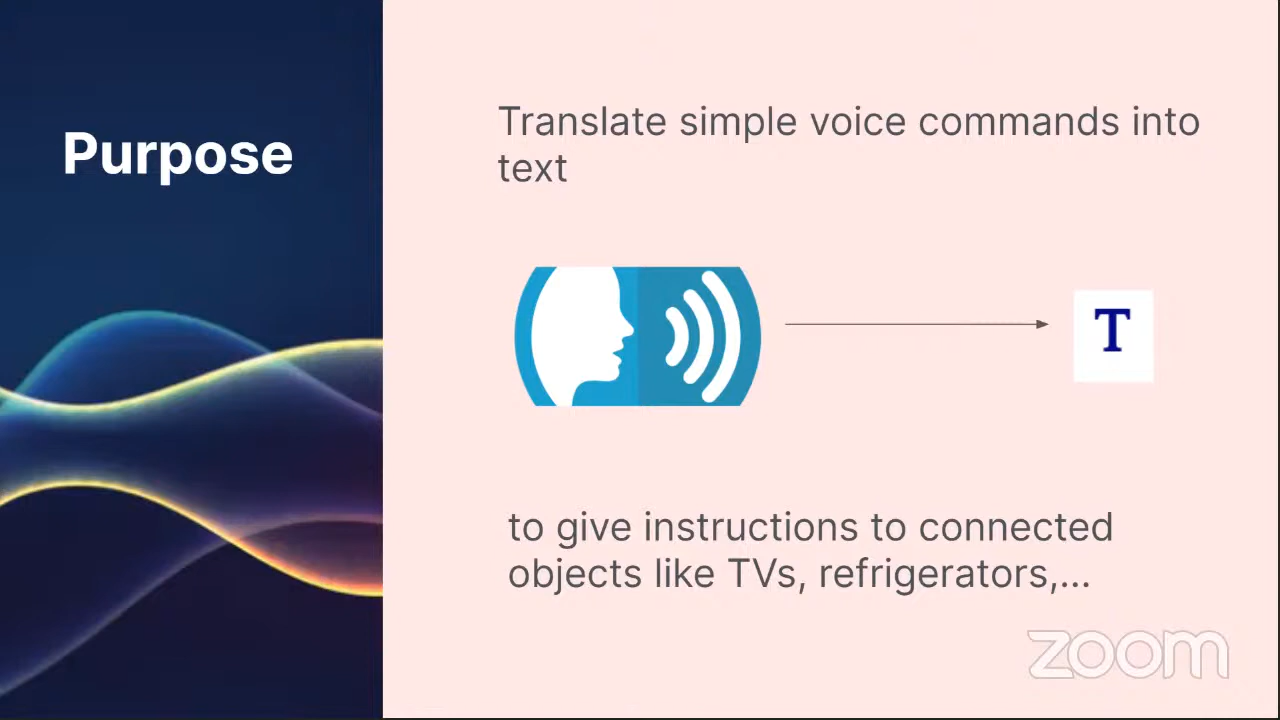 Purpose
Translate simple voice commands into
text
T
to give instructions to connected
objects like TVs, refrigerators,...
zoom